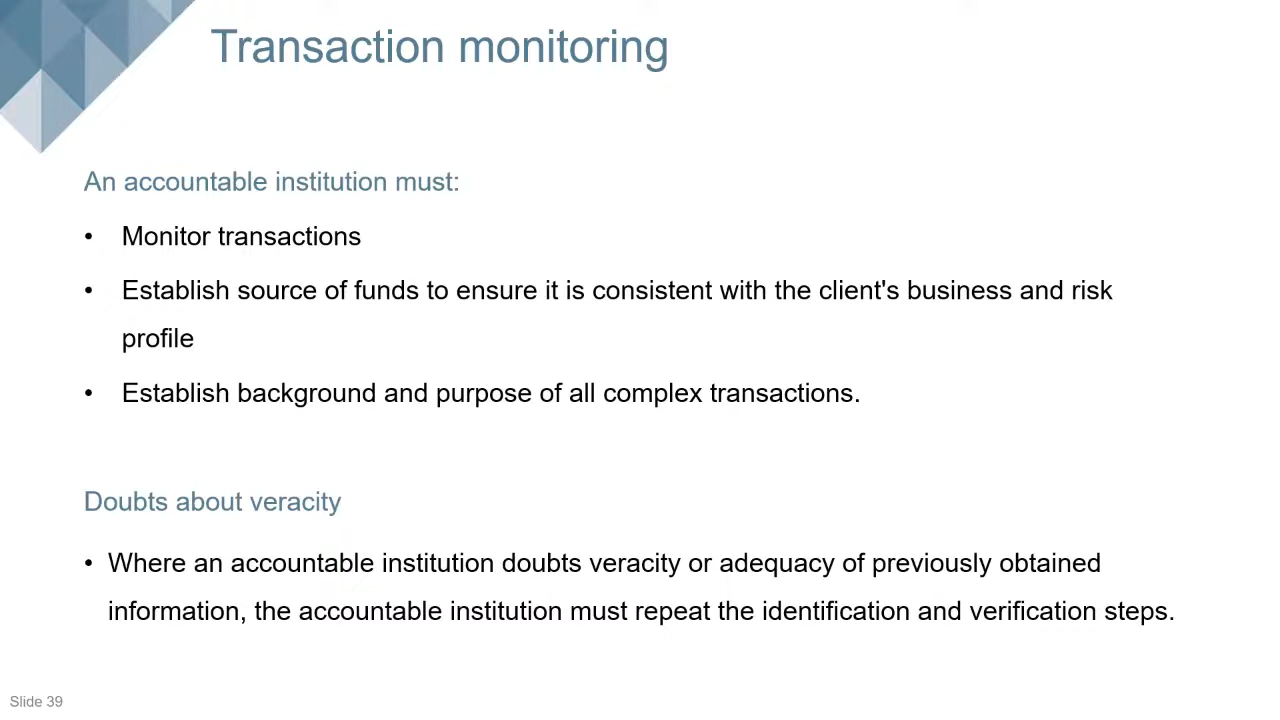 Transaction monitoring
An accountable institution must:
• Monitor transactions
• Establish source of funds to ensure it is consistent with the client's business and risk
profile
• Establish background and purpose of all complex transactions.
Doubts about veracity
• Where an accountable institution doubts veracity or adequacy of previously obtained
information, the accountable institution must repeat the identification and verification steps.
Slide 39